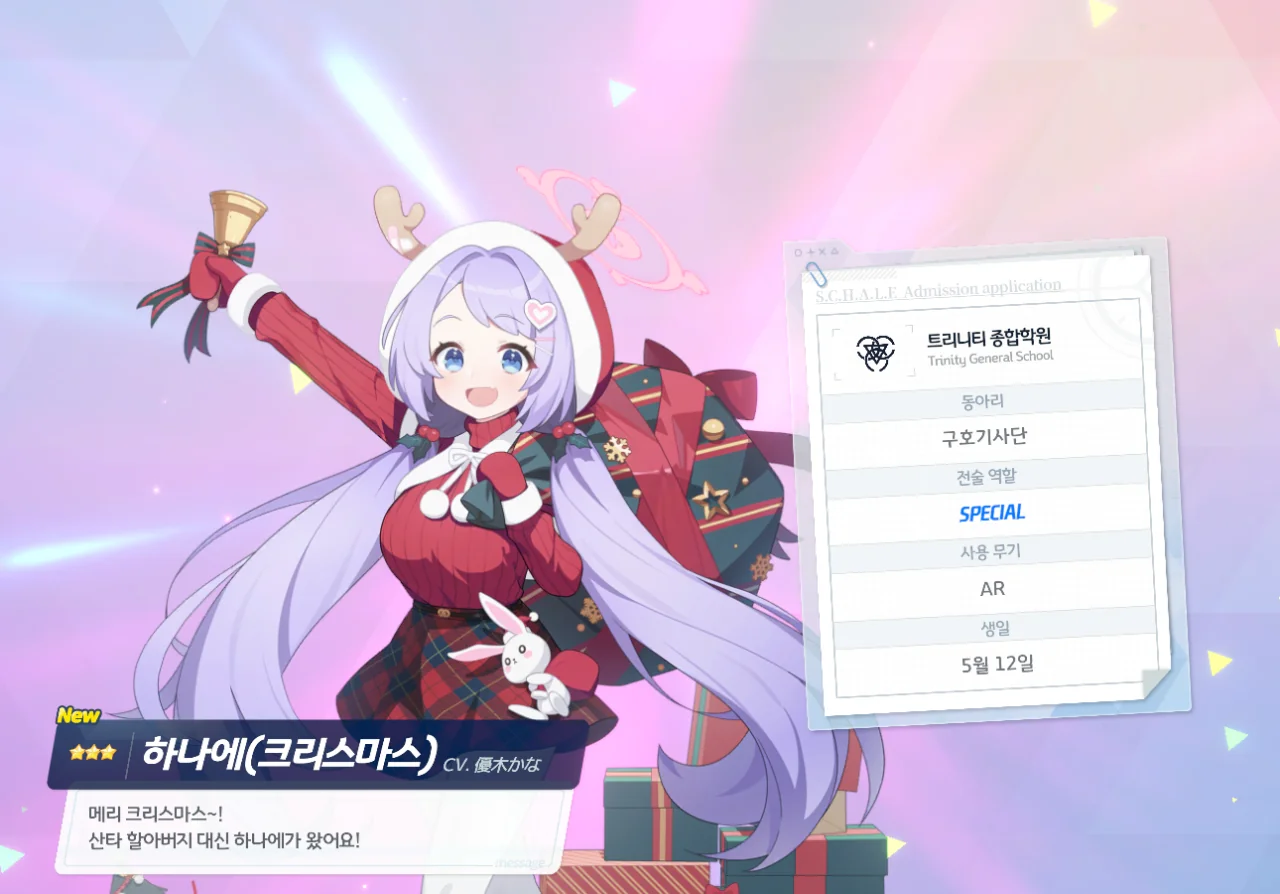 S.C.H.A.L.E Admission application
트리니티 종합학원
Trinity General School
동아리
구호기사단
전술 역할
SPECIAL
사용 무기
AR
생일
5월 12일
New
하나에(크리스마스) CV. 優木かな
메리 크리스마스~!
산타 할아버지 대신 하나에가 왔어요!
message